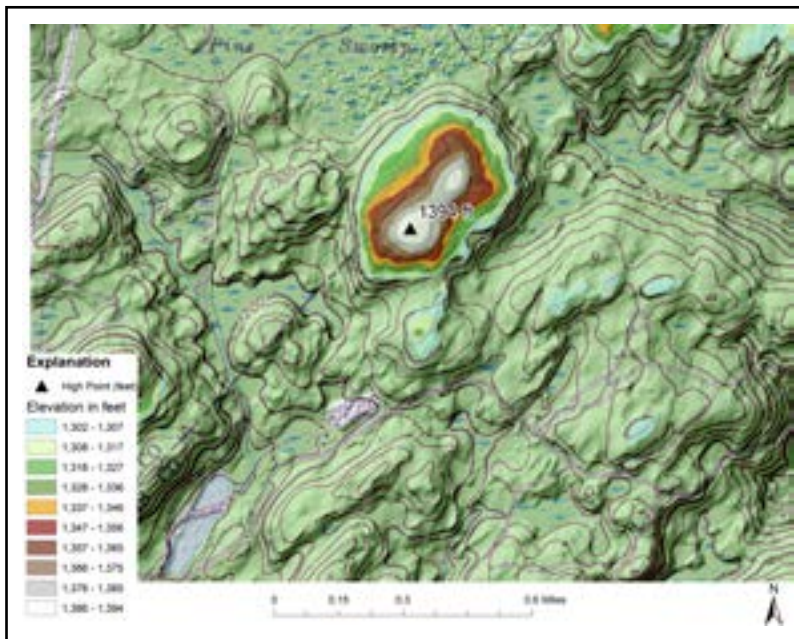 Pine Swamp
Explanation
High Point (feet)
Elevation in feet
1,302 - 1,307
1,308 - 1,317
1,318 - 1,327
1,328 - 1,336
1,337 - 1,346
1,347 - 1,356
1,357 - 1,365
1,366 - 1,375
1,376 - 1,385
1,386 - 1,394
0 0.15 0.3 0.6 Miles
N